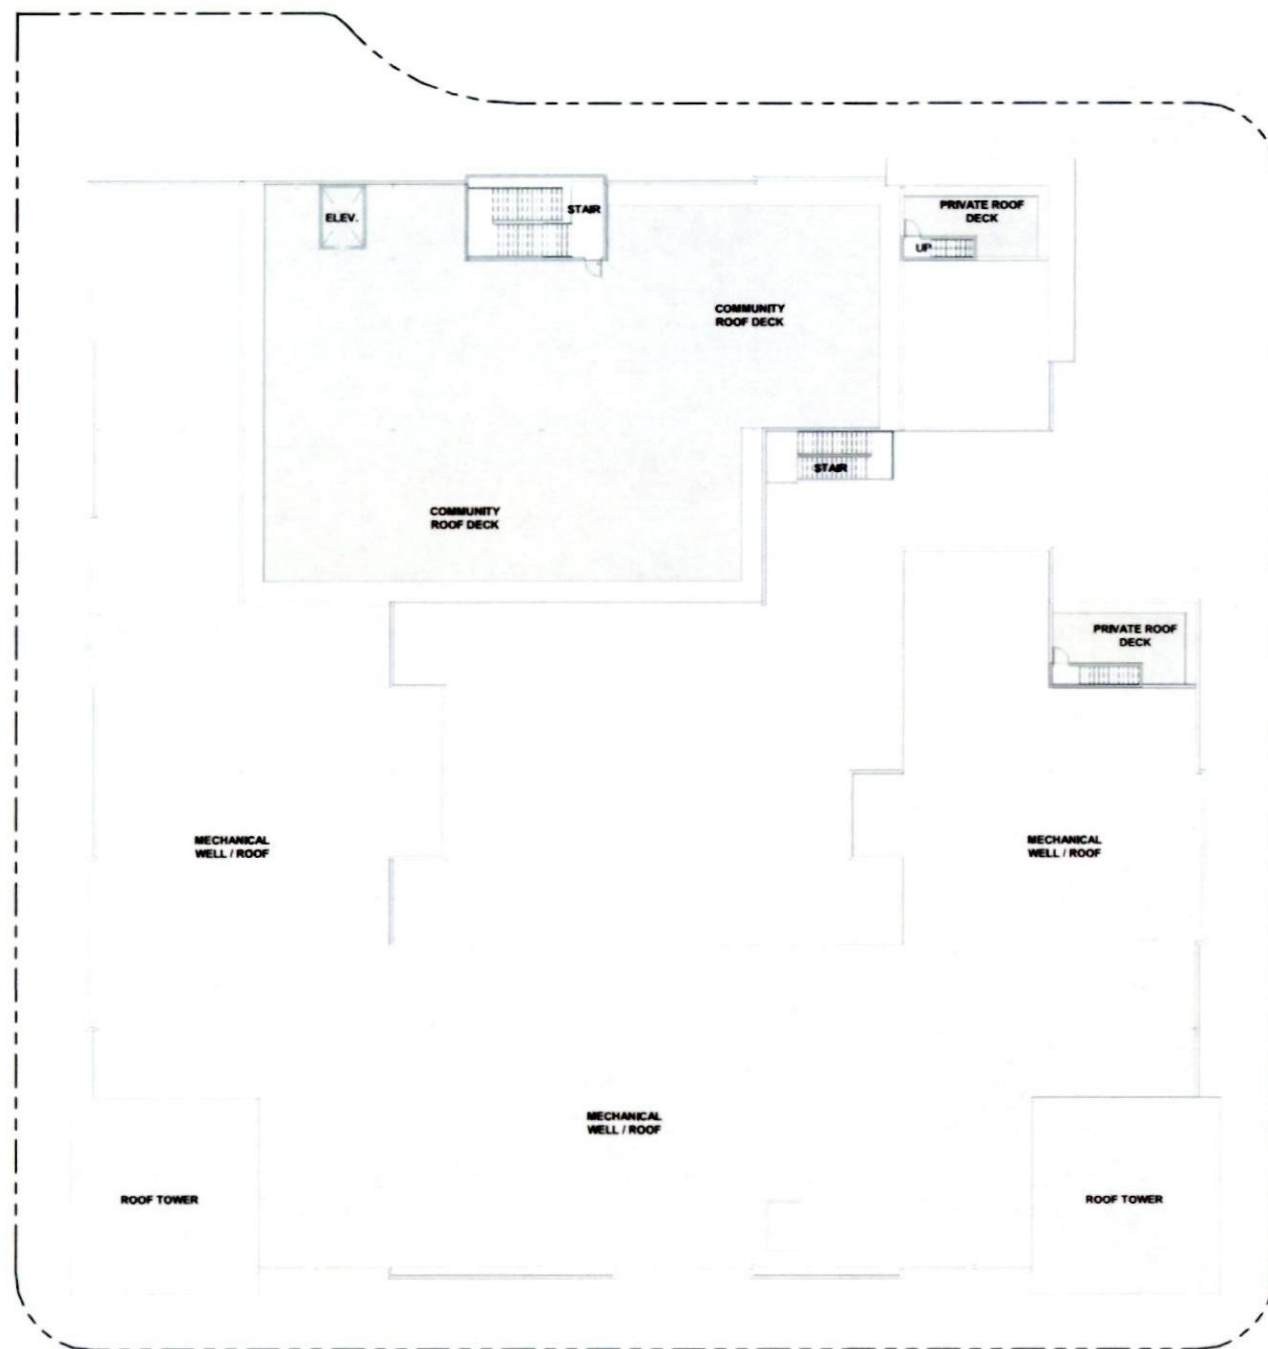 ELEV.
STAIR
PRIVATE ROOF
DECK
UP
COMMUNITY
ROOF DECK
STAIR
COMMUNITY
ROOF DECK
PRIVATE ROOF
DECK
MECHANICAL
WELL / ROOF
MECHANICAL
WELL / ROOF
MECHANICAL
WELL / ROOF
ROOF TOWER
ROOF TOWER